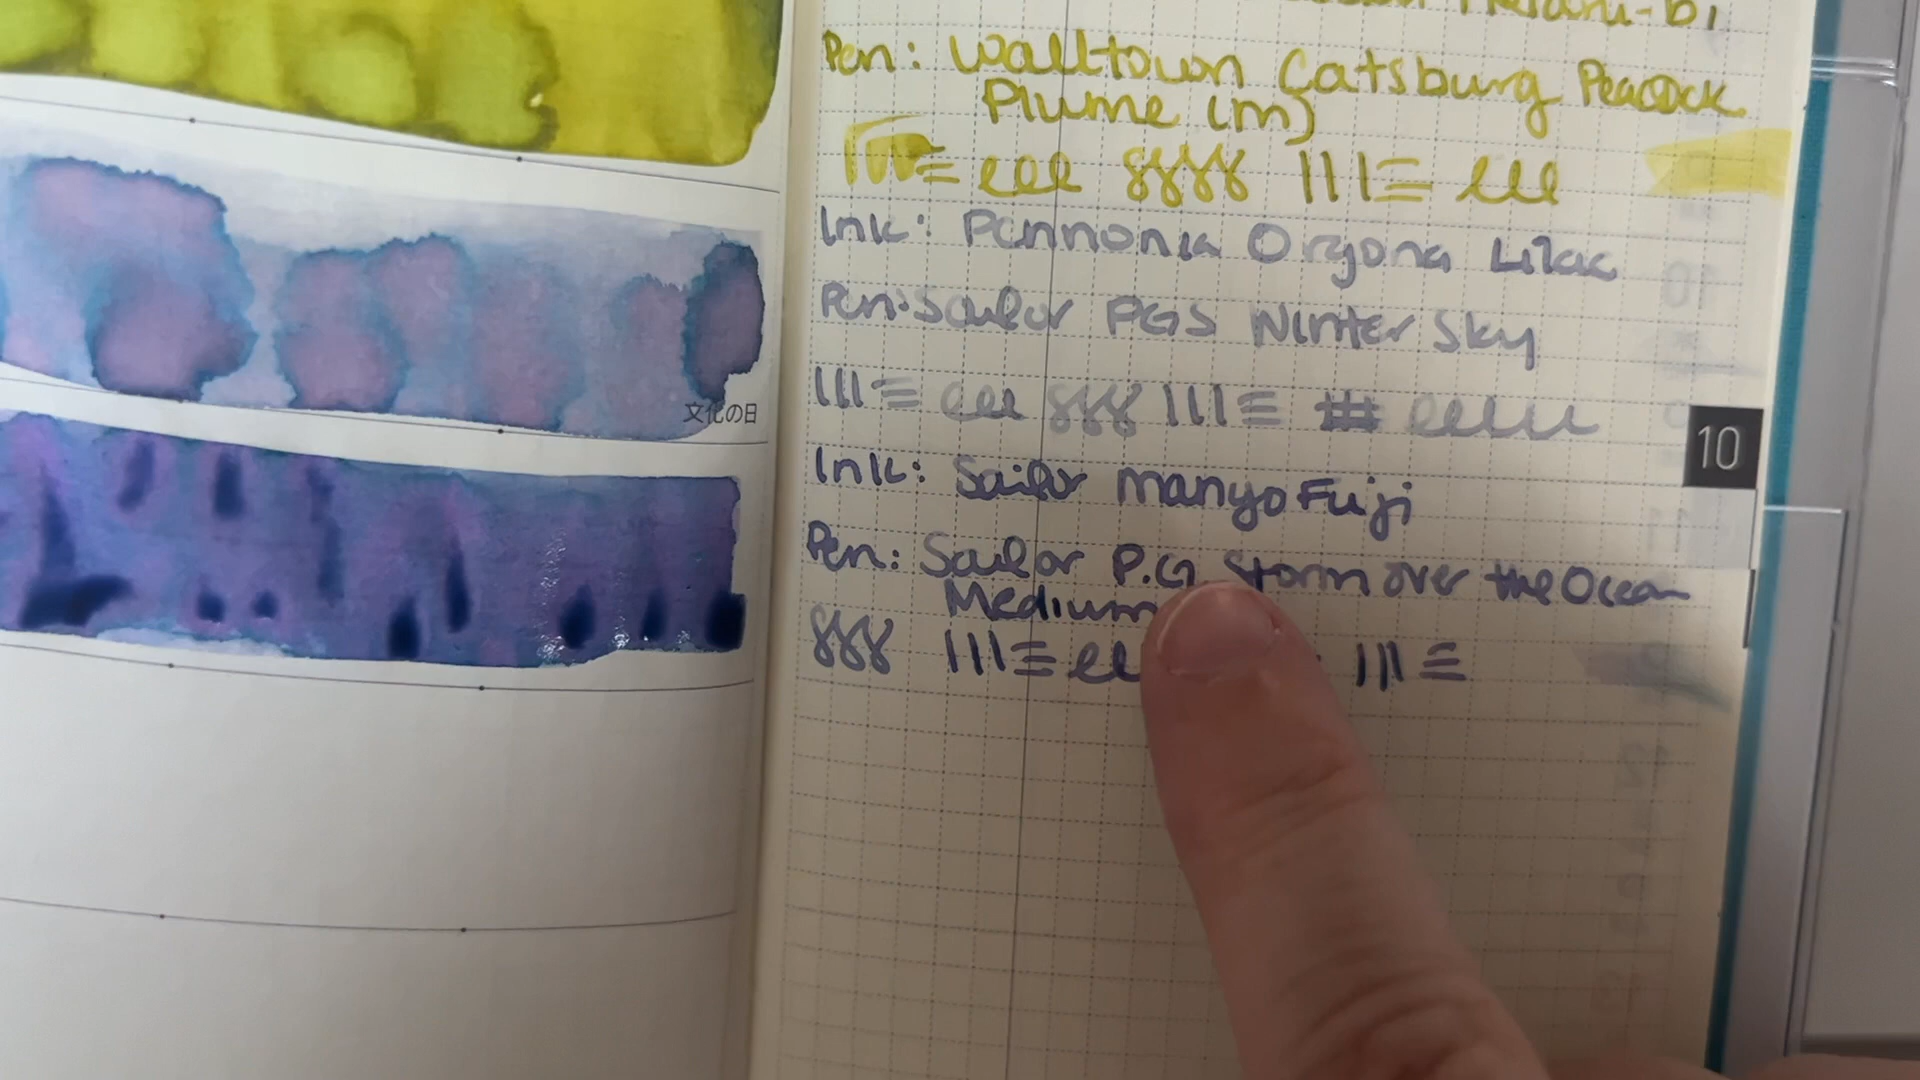 Pen: Walltown Catsburg Peacock
Plume (m)
Ink: Pannonia Orgona Lilac
Pen: Sailor PGS Winter Sky
文化の日
10
Ink: Sailor Manyo Fuji
Pen: Sailor P.G Storm over the Ocean
Medium